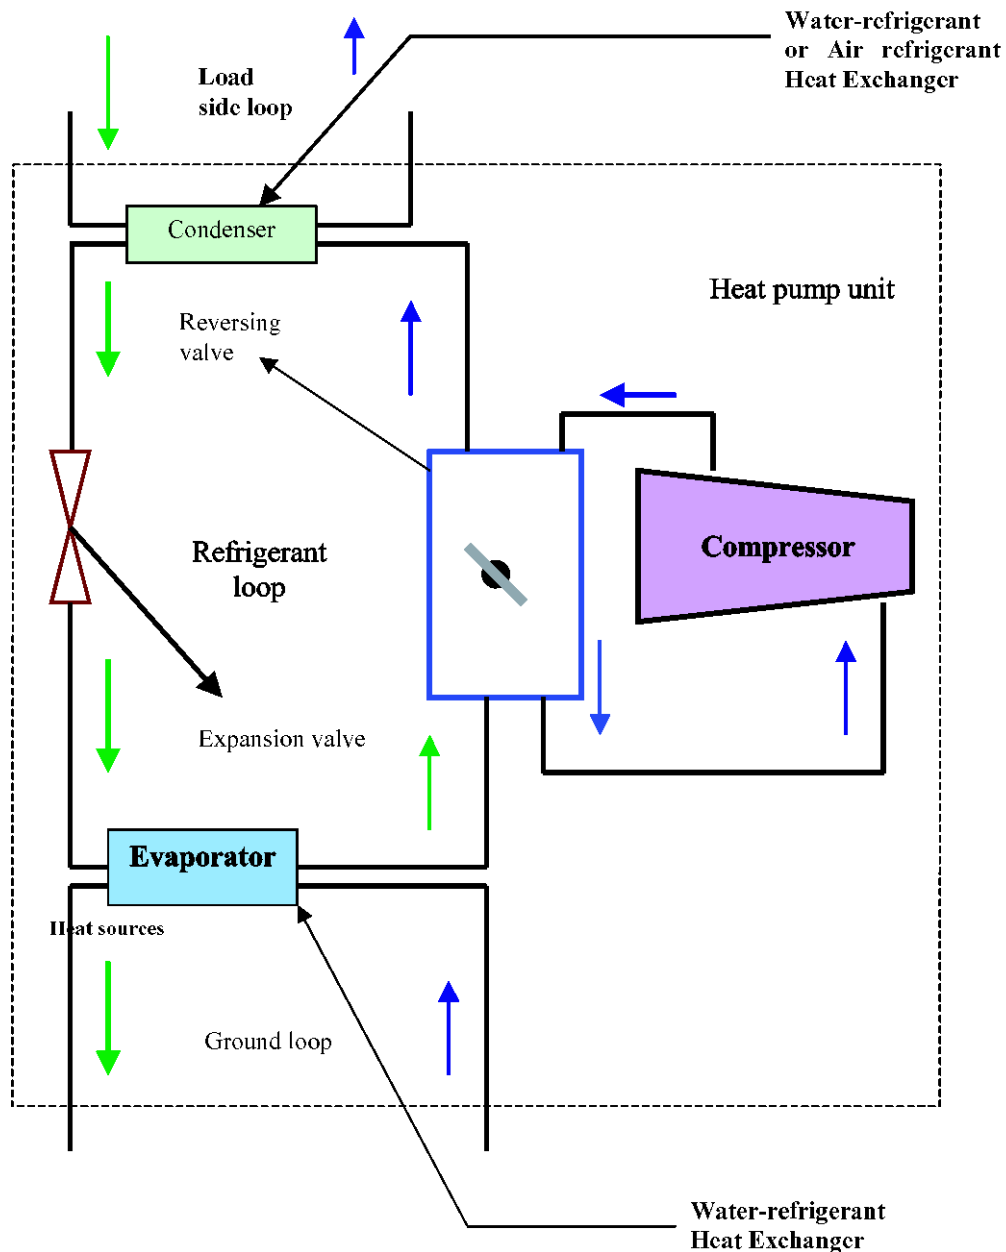 Water-refrigerant
or Air refrigerant
Heat Exchanger
Load
side loop
Condenser
Heat pump unit
Reversing
valve
Compressor
Refrigerant
loop
Expansion valve
Evaporator
Heat sources
Ground loop
Water-refrigerant
Heat Exchanger